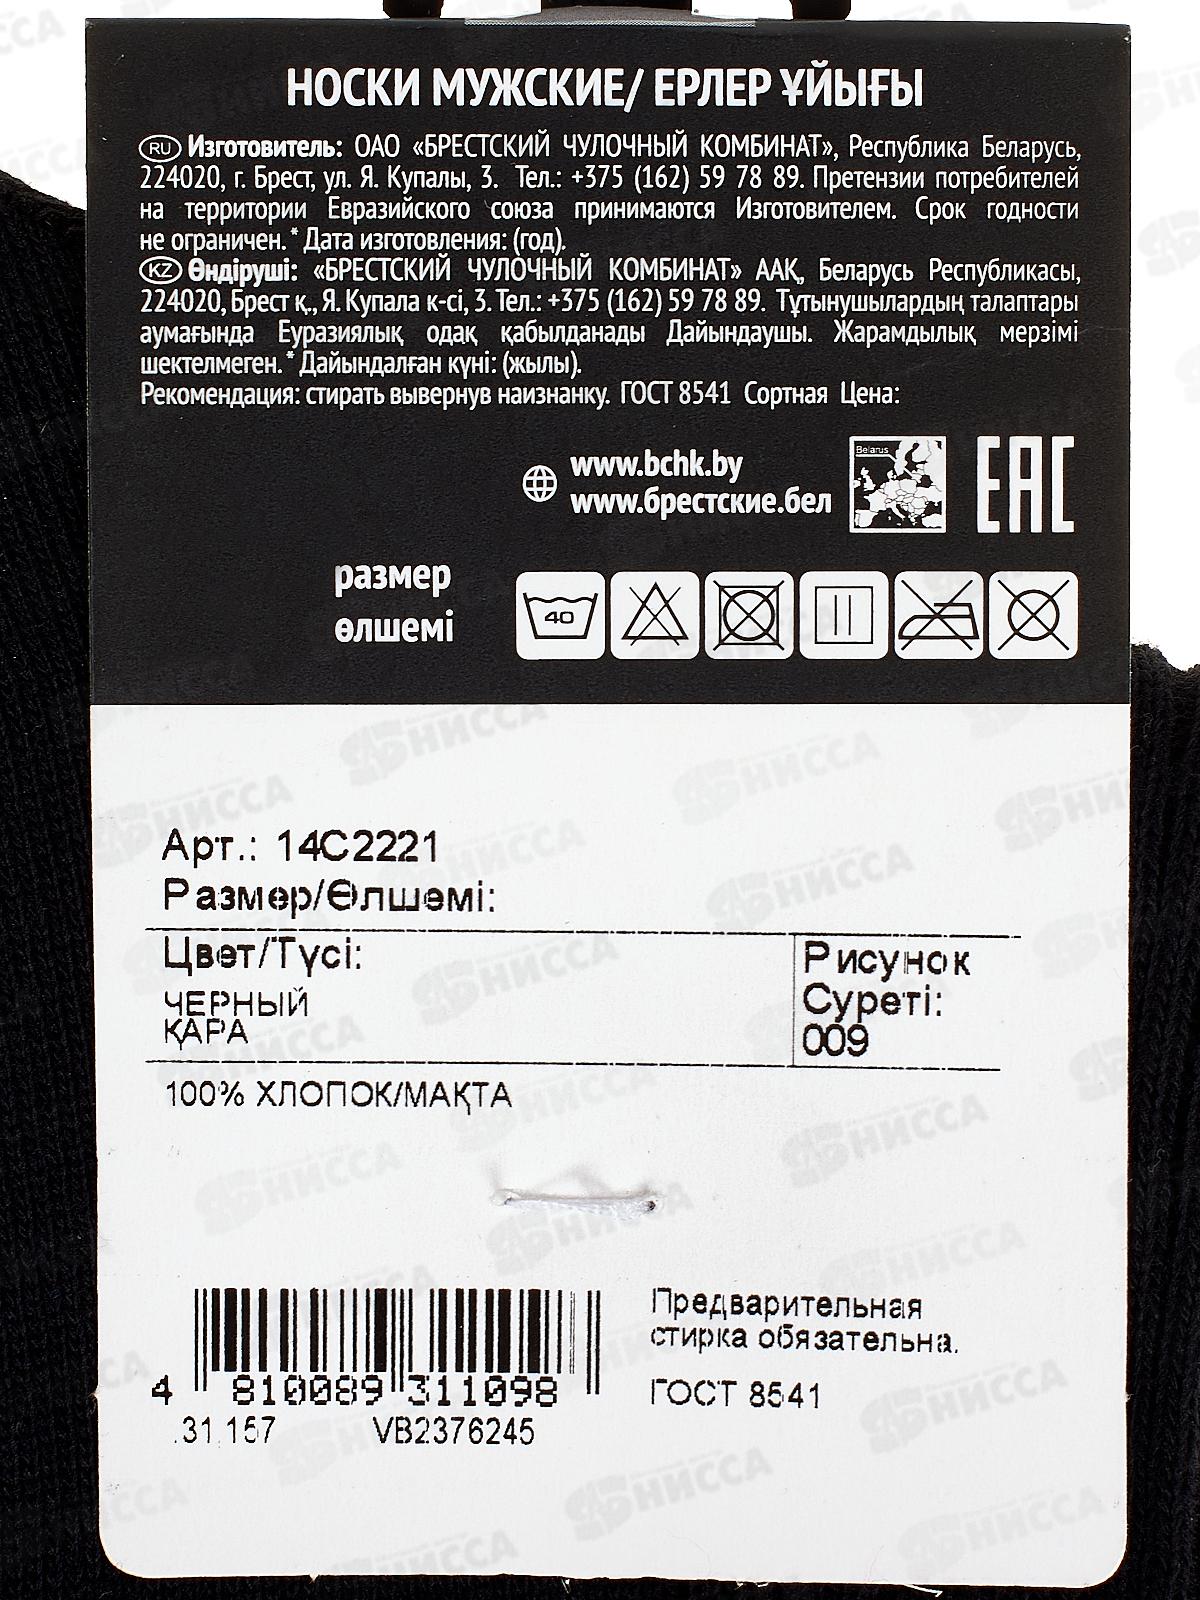 НОСКИ МУЖСКИЕ/ ЕРЛЕР ҰЙЫҒЫ
RU Изготовитель: ОАО «БРЕСТСКИЙ ЧУЛОЧНЫЙ КОМБИНАТ», Республика Беларусь,
224020, г. Брест, ул. Я. Купалы, 3. Тел.: +375 (162) 59 78 89. Претензии потребителей
на территории Евразийского союза принимаются Изготовителем. Срок годности
не ограничен.* Дата изготовления: (год).
KZ Өндіруші: «БРЕСТСКИЙ ЧУЛОЧНЫЙ КОМБИНАТ» ААҚ, Беларусь Республикасы,
224020, Брест қ., Я. Купала к-сі, 3. Тел.: +375 (162) 59 78 89. Тұтынушылардың талаптары
аумағында Еуразиялық одақ қабылданады Дайындаушы. Жарамдылық мерзімі
шектелмеген.* Дайындалған күні: (жылы).
Рекомендация: стирать вывернув наизнанку. ГОСТ 8541 Сортная Цена:
www.bchk.by
www.брестские.бел
Belarus
EAC
размер
өлшемі
40
Арт.: 14С2221
Размер/Өлшемі:
Цвет/Түсі:
ЧЕРНЫЙ
ҚАРА
Рисунок
Суреті:
009
100% ХЛОПОК/МАҚТА
Предварительная
стирка обязательна.
ГОСТ 8541
4 810089 311098
.31.157 VB2376245
НИССА